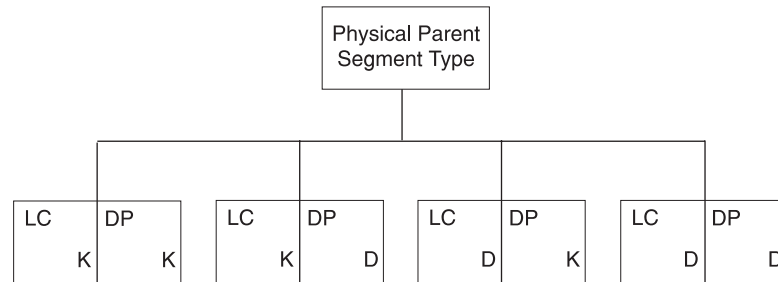 Physical Parent
Segment Type
LC DP LC DP LC DP LC DP
K K K D D K D D